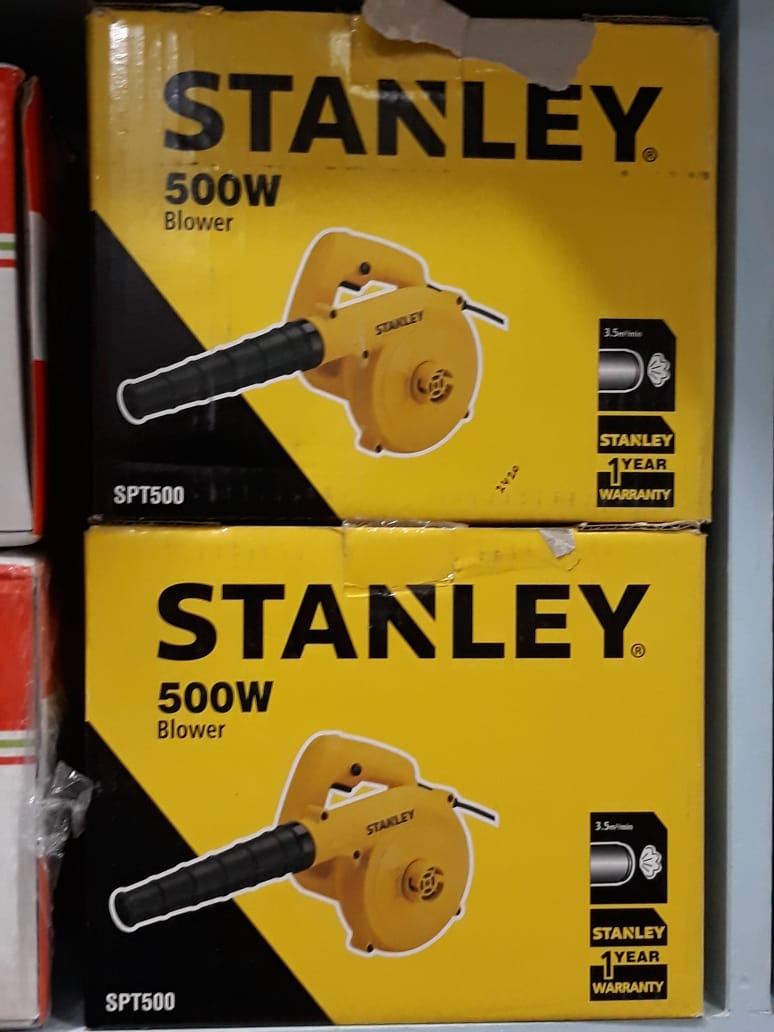 STANLEY®
500W
Blower
STANLEY
3.5m³/min
STANLEY
1 YEAR
WARRANTY
2420
SPT500
STANLEY®
500W
Blower
STANLEY
3.5m³/min
STANLEY
1 YEAR
WARRANTY
SPT500